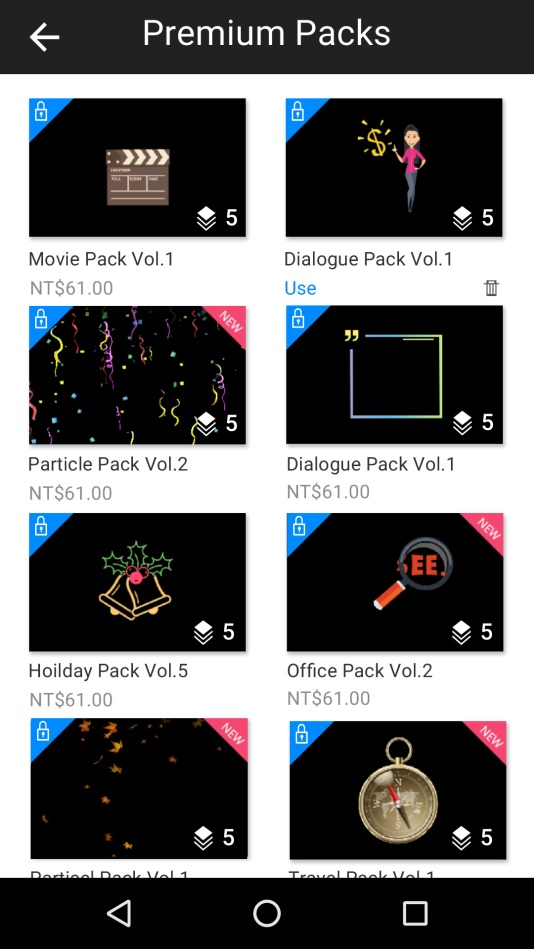 Premium Packs
5
5
Movie Pack Vol.1
Dialogue Pack Vol.1
NT$61.00
Use
NEW
5
5
Particle Pack Vol.2
Dialogue Pack Vol.1
NT$61.00
NT$61.00
NEW
EE.
5
5
Hoilday Pack Vol.5
Office Pack Vol.2
NT$61.00
NT$61.00
NEW
NEW
N
W
S
5
5
Partical Pack Vol.1
Travel Pack Vol.1